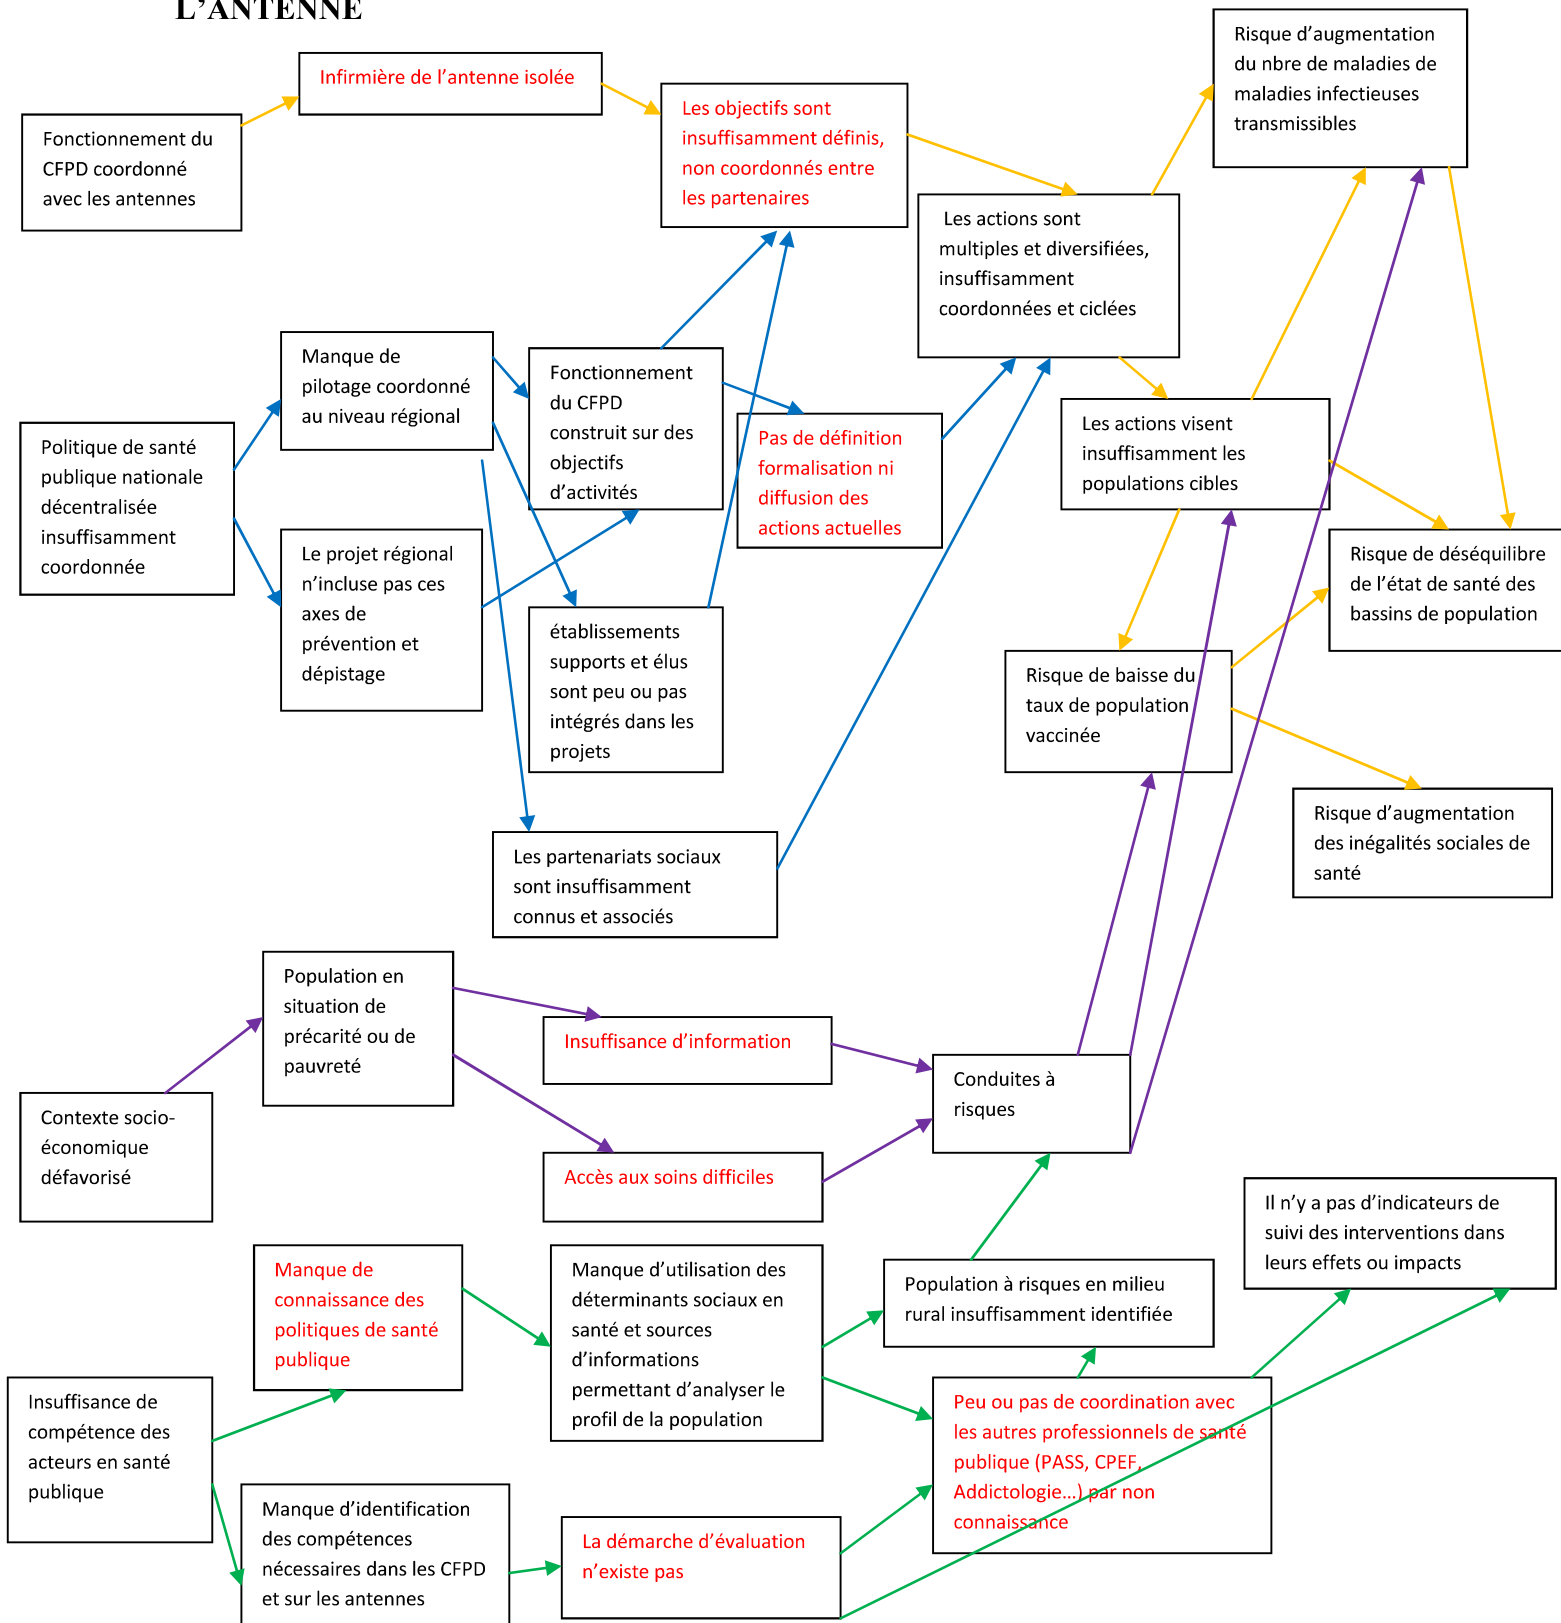 L’ANTENNE
Infirmière de l’antenne isolée
Fonctionnement du
CFPD coordonné
avec les antennes
Les objectifs sont
insuffisamment définis,
non coordonnés entre
les partenaires
Risque d’augmentation
du nbre de maladies de
maladies infectieuses
transmissibles
Les actions sont
multiples et diversifiées,
insuffisamment
coordonnées et ciclées
Manque de
pilotage coordonné
au niveau régional
Fonctionnement
du CFPD
construit sur des
objectifs
d’activités
Pas de définition
formalisation ni
diffusion des
actions actuelles
Les actions visent
insuffisamment les
populations cibles
Politique de santé
publique nationale
décentralisée
insuffisamment
coordonnée
Le projet régional
n’incluse pas ces
axes de
prévention et
dépistage
Risque de déséquilibre
de l’état de santé des
bassins de population
établissements
supports et élus
sont peu ou pas
intégrés dans les
projets
Risque de baisse du
taux de population
vaccinée
Risque d’augmentation
des inégalités sociales de
santé
Les partenariats sociaux
sont insuffisamment
connus et associés
Population en
situation de
précarité ou de
pauvreté
Insuffisance d’information
Conduites à
risques
Contexte socio-
économique
défavorisé
Accès aux soins difficiles
Il n’y a pas d’indicateurs de
suivi des interventions dans
leurs effets ou impacts
Manque de
connaissance des
politiques de santé
publique
Manque d’utilisation des
déterminants sociaux en
santé et sources
d’informations
permettant d’analyser le
profil de la population
Population à risques en milieu
rural insuffisamment identifiée
Insuffisance de
compétence des
acteurs en santé
publique
Peu ou pas de coordination avec
les autres professionnels de santé
publique (PASS, CPEF,
Addictologie…) par non
connaissance
Manque d’identification
des compétences
nécessaires dans les CFPD
et sur les antennes
La démarche d’évaluation
n’existe pas